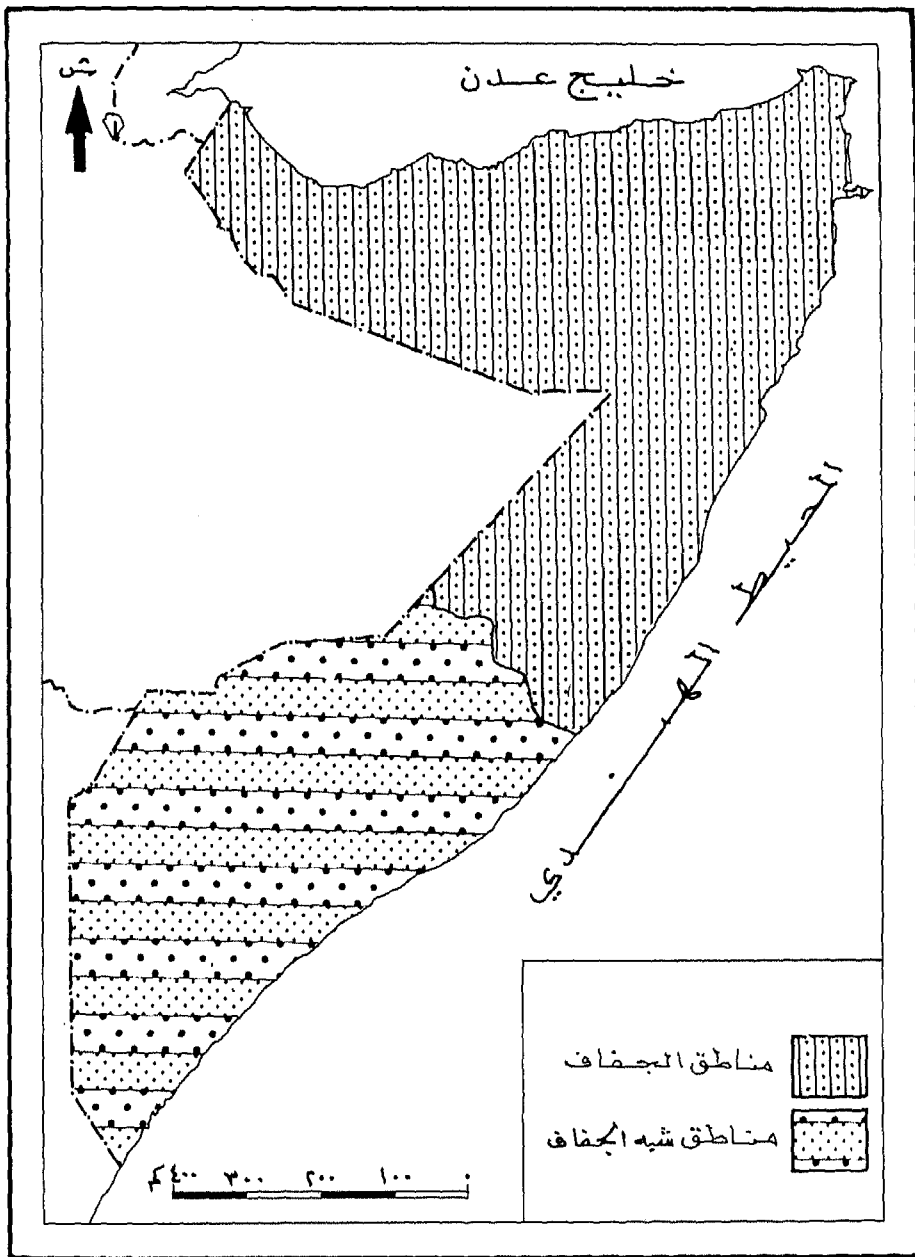 ش
خليج عدن
المحيط الهندي
مناطق الجفاف
مناطق شبه الجفاف
٤٠٠ ٣٠٠ ٢٠٠ ١٠٠ ٠ كم